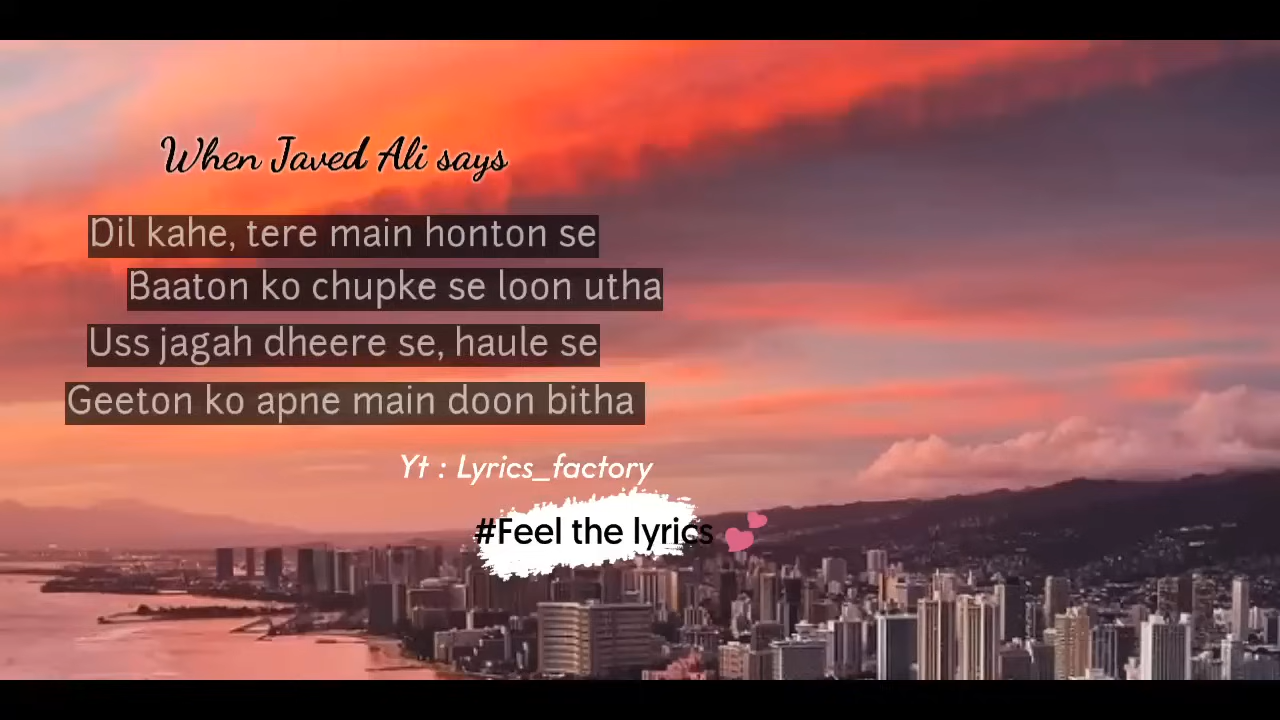 When Javed Ali says
Dil kahe, tere main honton se
Baaton ko chupke se loon utha
Uss jagah dheere se, haule se
Geeton ko apne main doon bitha
Yt : Lyrics_factory
#Feel the lyrics 💕